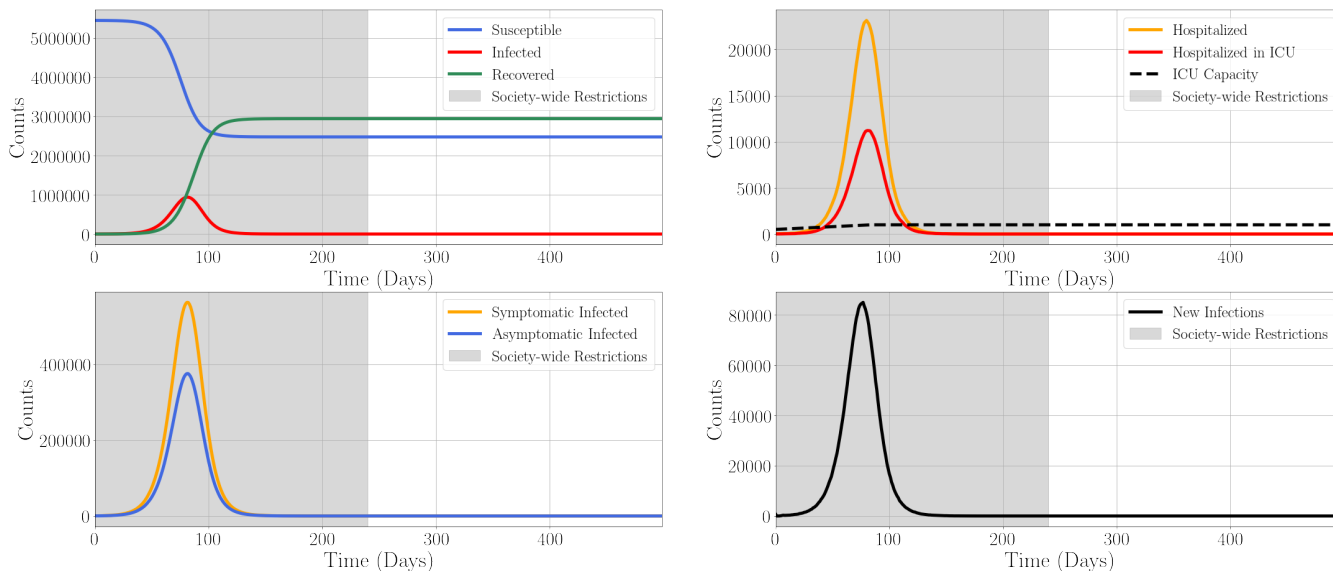 Counts
5000000
4000000
3000000
2000000
1000000
0
Susceptible
Infected
Recovered
Society-wide Restrictions
0 100 200 300 400
Time (Days)
Counts
20000
15000
10000
5000
0
Hospitalized
Hospitalized in ICU
ICU Capacity
Society-wide Restrictions
0 100 200 300 400
Time (Days)
Counts
400000
200000
0
Symptomatic Infected
Asymptomatic Infected
Society-wide Restrictions
0 100 200 300 400
Time (Days)
Counts
80000
60000
40000
20000
0
New Infections
Society-wide Restrictions
0 100 200 300 400
Time (Days)